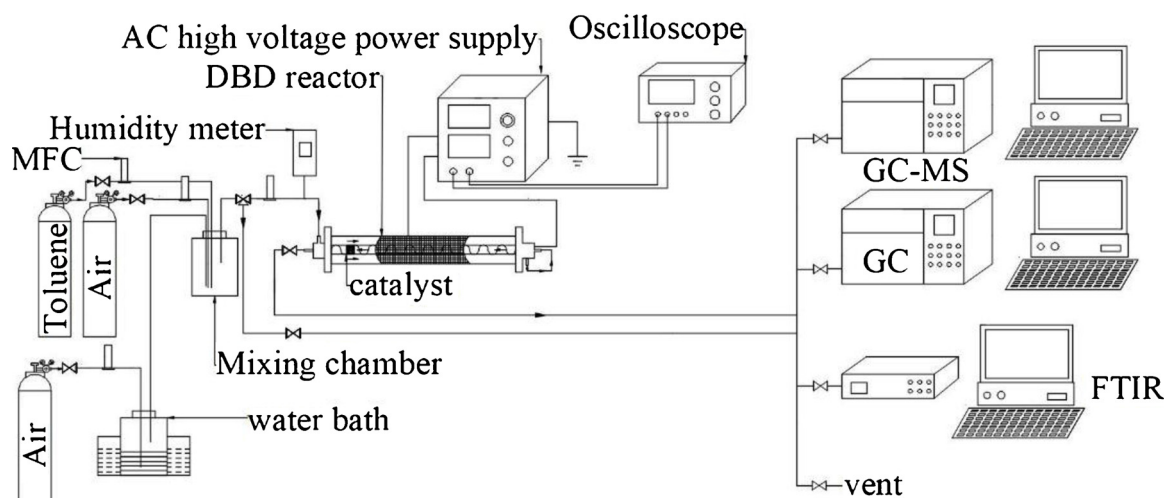 AC high voltage power supply
Oscilloscope
DBD reactor
Humidity meter
MFC
GC-MS
Toluene
Air
GC
catalyst
Mixing chamber
FTIR
water bath
Air
vent